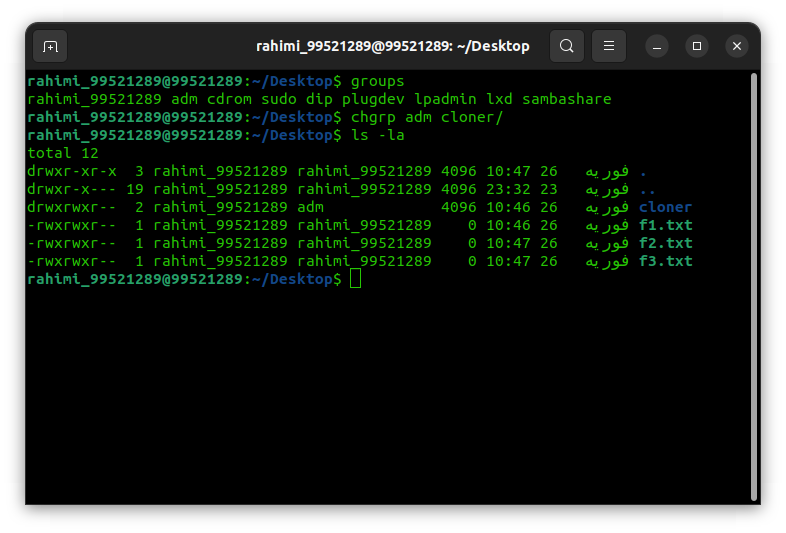 rahimi_99521289@99521289: ~/Desktop
rahimi_99521289@99521289:~/Desktop$ groups
rahimi_99521289 adm cdrom sudo dip plugdev lpadmin lxd sambashare
rahimi_99521289@99521289:~/Desktop$ chgrp adm cloner/
rahimi_99521289@99521289:~/Desktop$ ls -la
total 12
drwxr-xr-x  3 rahimi_99521289 rahimi_99521289 4096 10:47 26   فوریه .
drwxr-x--- 19 rahimi_99521289 rahimi_99521289 4096 23:32 23   فوریه ..
drwxrwxr--  2 rahimi_99521289 adm             4096 10:46 26   فوریه cloner
-rwxrwxr--  1 rahimi_99521289 rahimi_99521289    0 10:46 26   فوریه f1.txt
-rwxrwxr--  1 rahimi_99521289 rahimi_99521289    0 10:47 26   فوریه f2.txt
-rwxrwxr--  1 rahimi_99521289 rahimi_99521289    0 10:47 26   فوریه f3.txt
rahimi_99521289@99521289:~/Desktop$